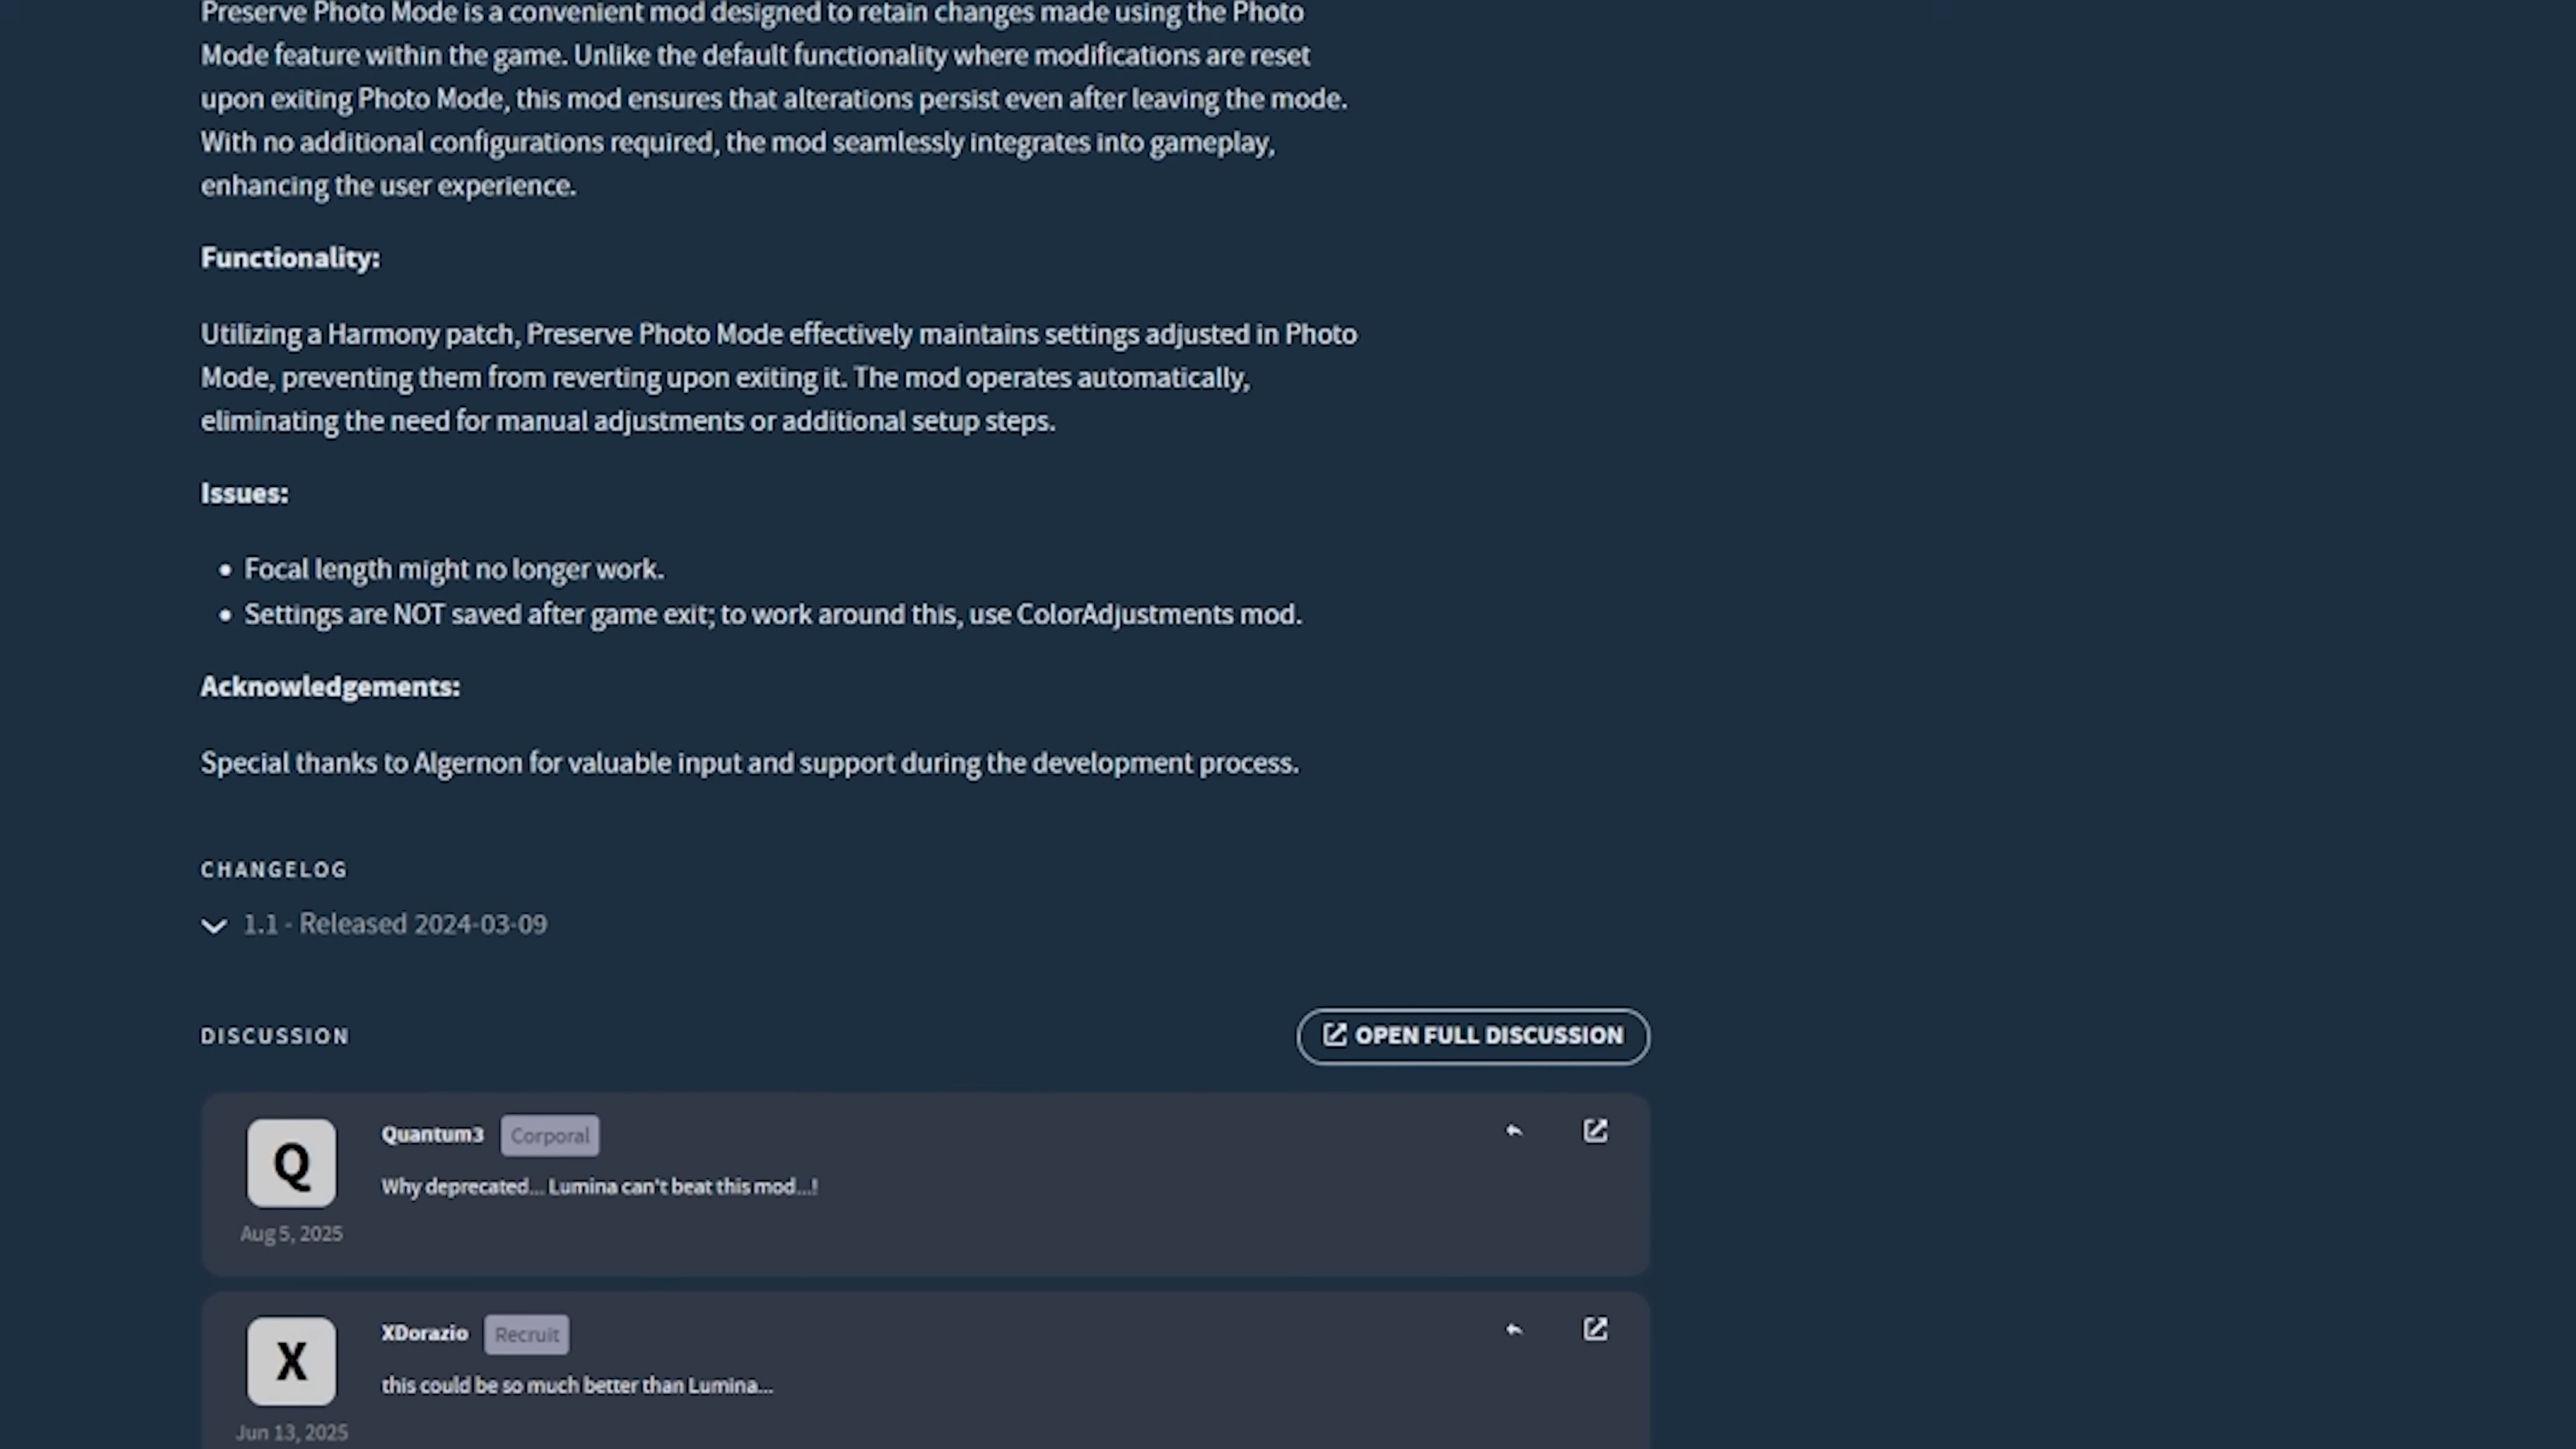 Preserve Photo Mode is a convenient mod designed to retain changes made using the Photo
Mode feature within the game. Unlike the default functionality where modifications are reset
upon exiting Photo Mode, this mod ensures that alterations persist even after leaving the mode.
With no additional configurations required, the mod seamlessly integrates into gameplay,
enhancing the user experience.
Functionality:
Utilizing a Harmony patch, Preserve Photo Mode effectively maintains settings adjusted in Photo
Mode, preventing them from reverting upon exiting it. The mod operates automatically,
eliminating the need for manual adjustments or additional setup steps.
Issues:
• Focal length might no longer work.
• Settings are NOT saved after game exit; to work around this, use ColorAdjustments mod.
Acknowledgements:
Special thanks to Algernon for valuable input and support during the development process.
CHANGELOG
1.1 - Released 2024-03-09
DISCUSSION
OPEN FULL DISCUSSION
Q
Quantum3 Corporal
Why deprecated... Lumina can't beat this mod...!
Aug 5, 2025
X
XDorazio Recruit
this could be so much better than Lumina...
Jun 13, 2025